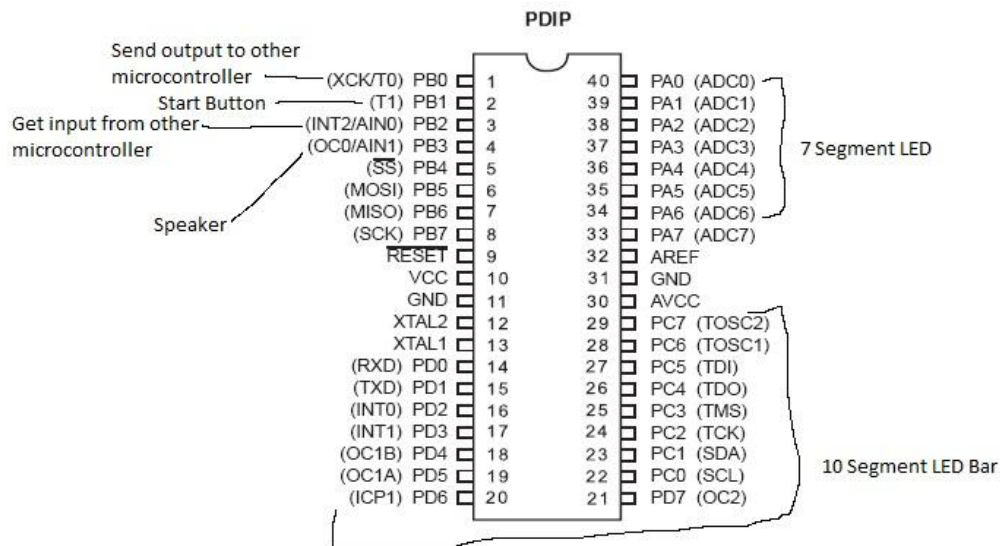 PDIP
Send output to other
microcontroller
Start Button
Get input from other
microcontroller
Speaker
(XCK/T0) PB0 1
(T1) PB1 2
(INT2/AIN0) PB2 3
(OC0/AIN1) PB3 4
(SS) PB4 5
(MOSI) PB5 6
(MISO) PB6 7
(SCK) PB7 8
RESET 9
VCC 10
GND 11
XTAL2 12
XTAL1 13
(RXD) PD0 14
(TXD) PD1 15
(INT0) PD2 16
(INT1) PD3 17
(OC1B) PD4 18
(OC1A) PD5 19
(ICP1) PD6 20
40 PA0 (ADC0)
39 PA1 (ADC1)
38 PA2 (ADC2)
37 PA3 (ADC3)
36 PA4 (ADC4)
35 PA5 (ADC5)
34 PA6 (ADC6)
33 PA7 (ADC7)
32 AREF
31 GND
30 AVCC
29 PC7 (TOSC2)
28 PC6 (TOSC1)
27 PC5 (TDI)
26 PC4 (TDO)
25 PC3 (TMS)
24 PC2 (TCK)
23 PC1 (SDA)
22 PC0 (SCL)
21 PD7 (OC2)
7 Segment LED
10 Segment LED Bar